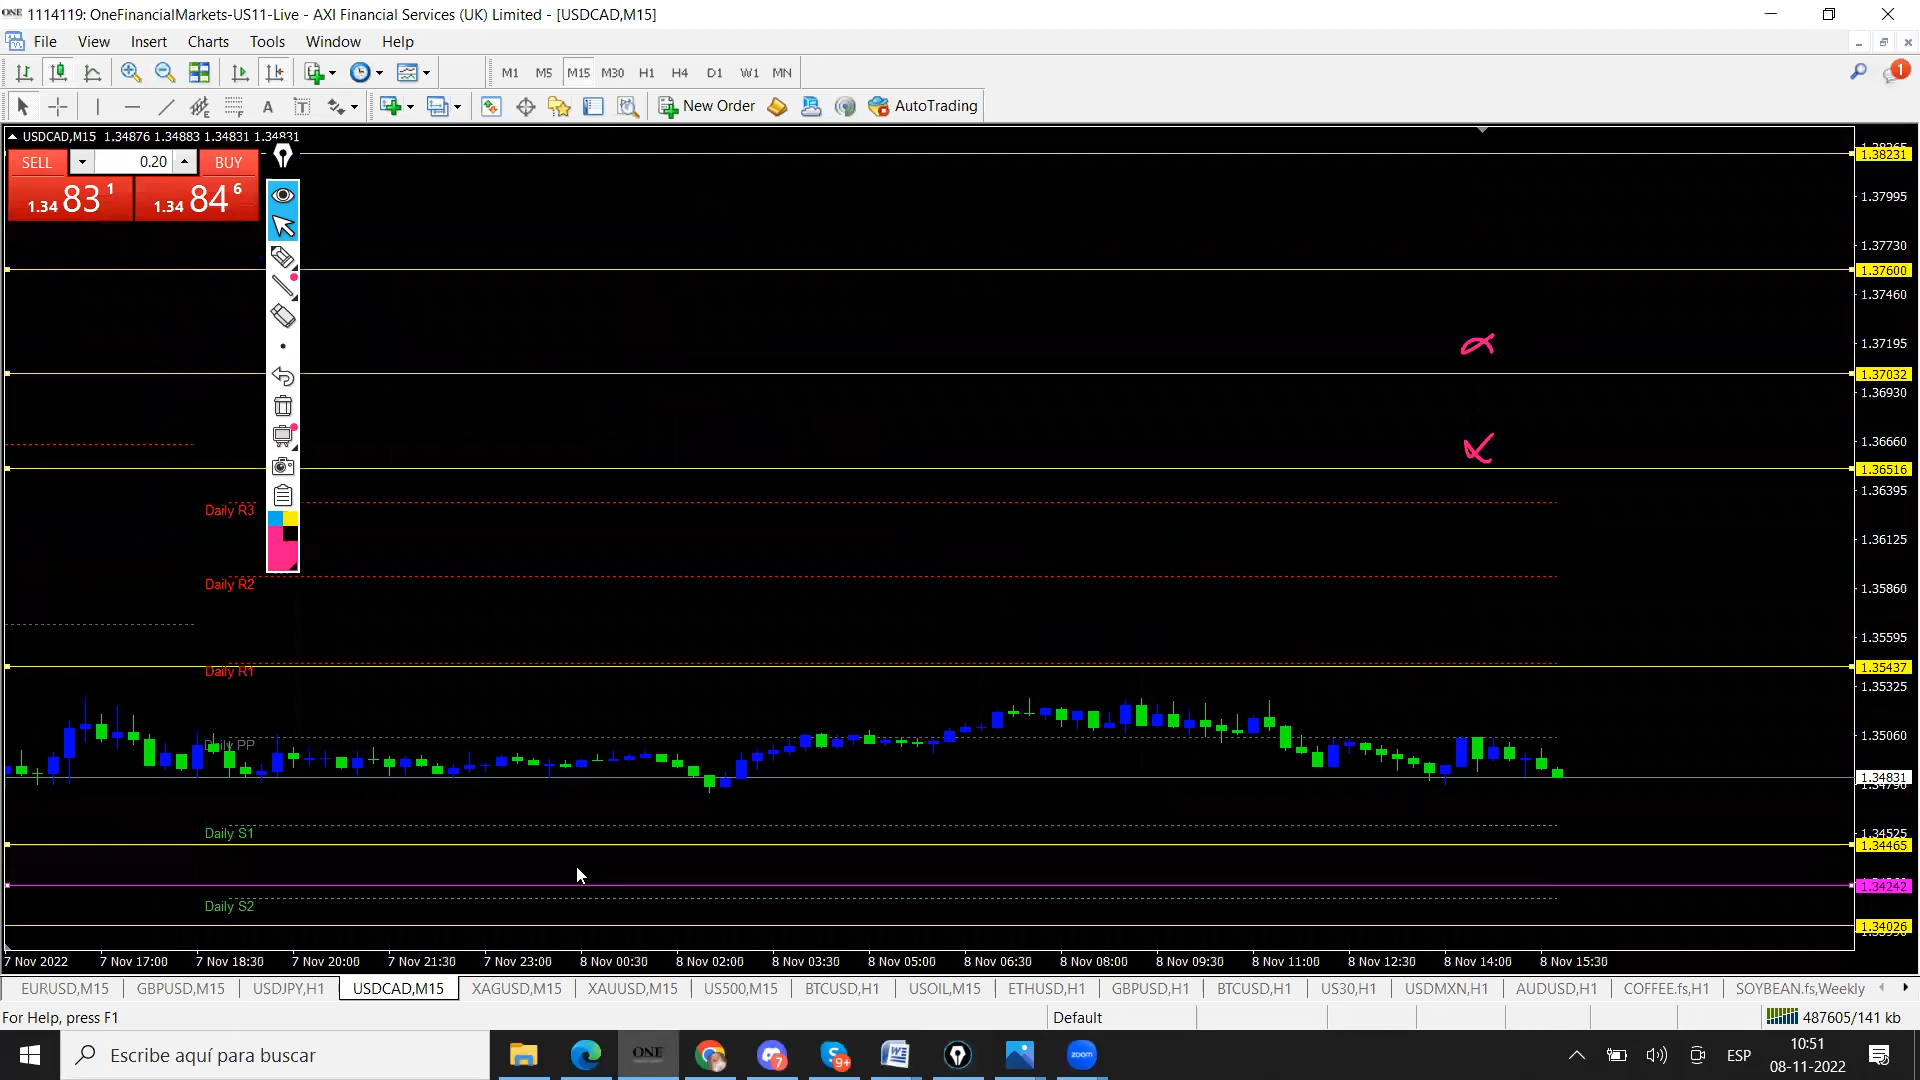 1114119: OneFinancialMarkets-US11-Live - AXI Financial Services (UK) Limited - [USDCAD,M15]
File View Insert Charts Tools Window Help
M1 M5 M15 M30 H1 H4 D1 W1 MN
1
A T New Order AutoTrading
USDCAD,M15 1.34876 1.34883 1.34831 1.34831
SELL 0.20 BUY
1.34 83 1 1.34 84 6
1.38231
1.37995
1.37730
1.37600
1.37460
1.37195
1.37032
1.36930
1.36660
1.36516
1.36395
Daily R3
1.36125
Daily R2
1.35860
1.35595
Daily R1
1.35437
1.35325
Daily PP
1.35060
1.34831
1.34790
Daily S1
1.34525
1.34465
1.34242
Daily S2
1.34026
7 Nov 2022 7 Nov 17:00 7 Nov 18:30 7 Nov 20:00 7 Nov 21:30 7 Nov 23:00 8 Nov 00:30 8 Nov 02:00 8 Nov 03:30 8 Nov 05:00 8 Nov 06:30 8 Nov 08:00 8 Nov 09:30 8 Nov 11:00 8 Nov 12:30 8 Nov 14:00 8 Nov 15:30
EURUSD,M15 GBPUSD,M15 USDJPY,H1 USDCAD,M15 XAGUSD,M15 XAUUSD,M15 US500,M15 BTCUSD,H1 USOIL,M15 ETHUSD,H1 GBPUSD,H1 BTCUSD,H1 US30,H1 USDMXN,H1 AUDUSD,H1 COFFEE.fs,H1 SOYBEAN.fs,Weekly
For Help, press F1 Default 487605/141 kb
Escribe aquí para buscar ONE 7 9+ zoom ESP 10:51
08-11-2022